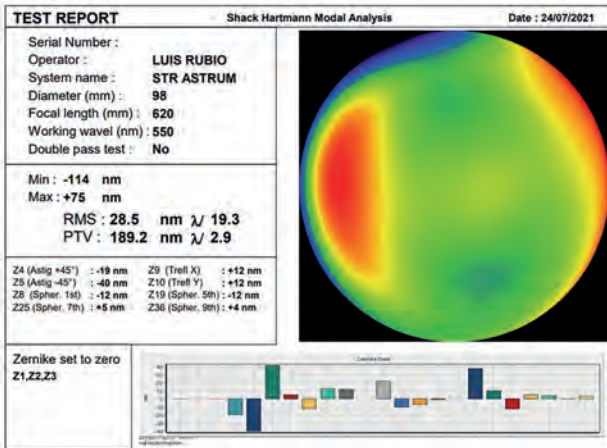 TEST REPORT Shack Hartmann Modal Analysis Date : 24/07/2021
Serial Number :
Operator : LUIS RUBIO
System name : STR ASTRUM
Diameter (mm) : 98
Focal length (mm) : 620
Working wavel (nm) : 550
Double pass test : No
Min : -114 nm
Max : +75 nm
RMS : 28.5 nm λ/ 19.3
PTV : 189.2 nm λ/ 2.9
Z4 (Astig +45°) : -19 nm Z9 (Trefl X) : +12 nm
Z5 (Astig -45°) : -40 nm Z10 (Trefl Y) : +12 nm
Z8 (Spher. 1st) : -12 nm Z19 (Spher. 5th) : -12 nm
Z25 (Spher. 7th) : +5 nm Z36 (Spher. 9th) : +4 nm
Zernike set to zero
Z1,Z2,Z3